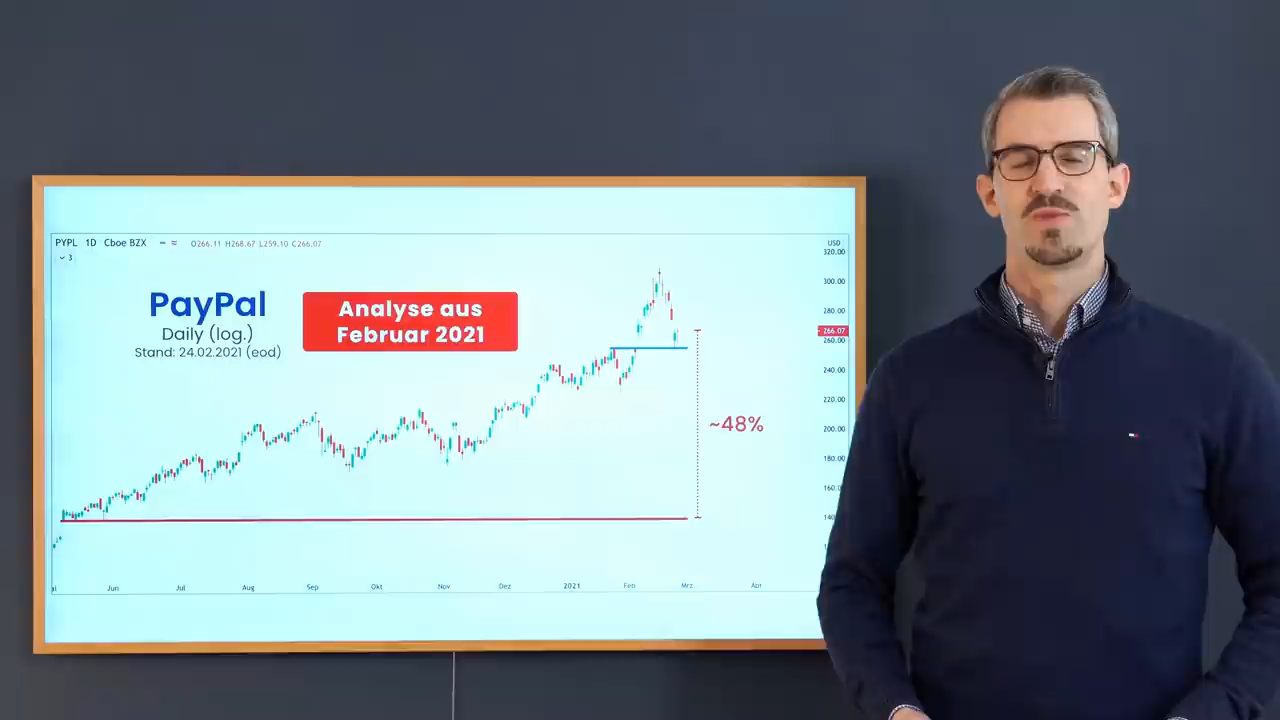 PYPL 1D Cboe BZX O266.11 H268.67 L259.10 C266.07
3
USD
320.00
300.00
280.00
266.07
260.00
240.00
220.00
200.00
180.00
160.0
140
PayPal
Daily (log.)
Stand: 24.02.2021 (eod)
Analyse aus
Februar 2021
~48%
Jun Jul Aug Sep Okt Nov Dez 2021 Feb Mrz Apr